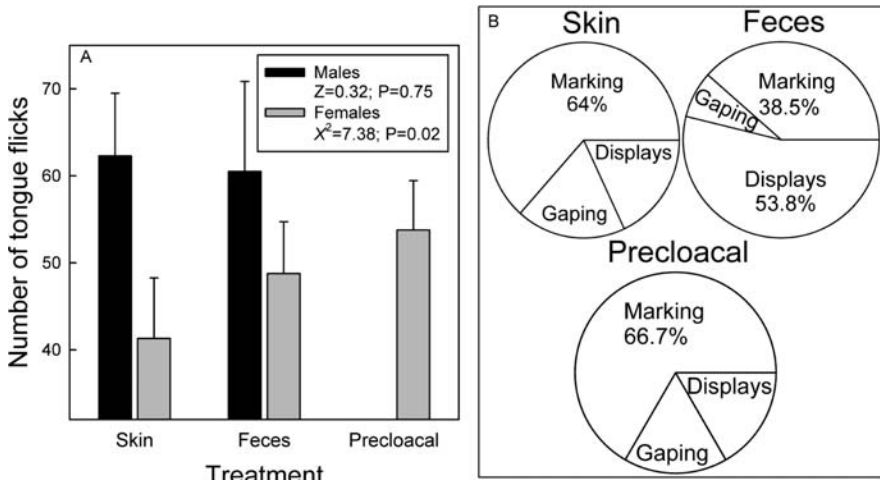 A
Number of tongue flicks
70
60
50
40
Males
Z=0.32; P=0.75
Females
X²=7.38; P=0.02
Skin
Feces
Precloacal
Treatment
B
Skin
Marking
64%
Displays
Gaping
Feces
Marking
38.5%
Gaping
Displays
53.8%
Precloacal
Marking
66.7%
Displays
Gaping